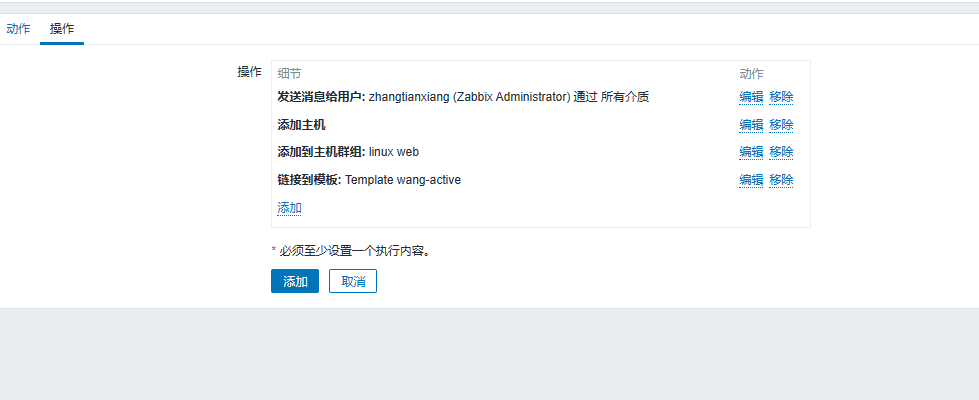 动作 操作
操作 细节 动作
发送消息给用户: zhangtianxiang (Zabbix Administrator) 通过 所有介质 编辑 移除
添加主机 编辑 移除
添加到主机群组: linux web 编辑 移除
链接到模板: Template wang-active 编辑 移除
添加
* 必须至少设置一个执行内容。
添加 取消